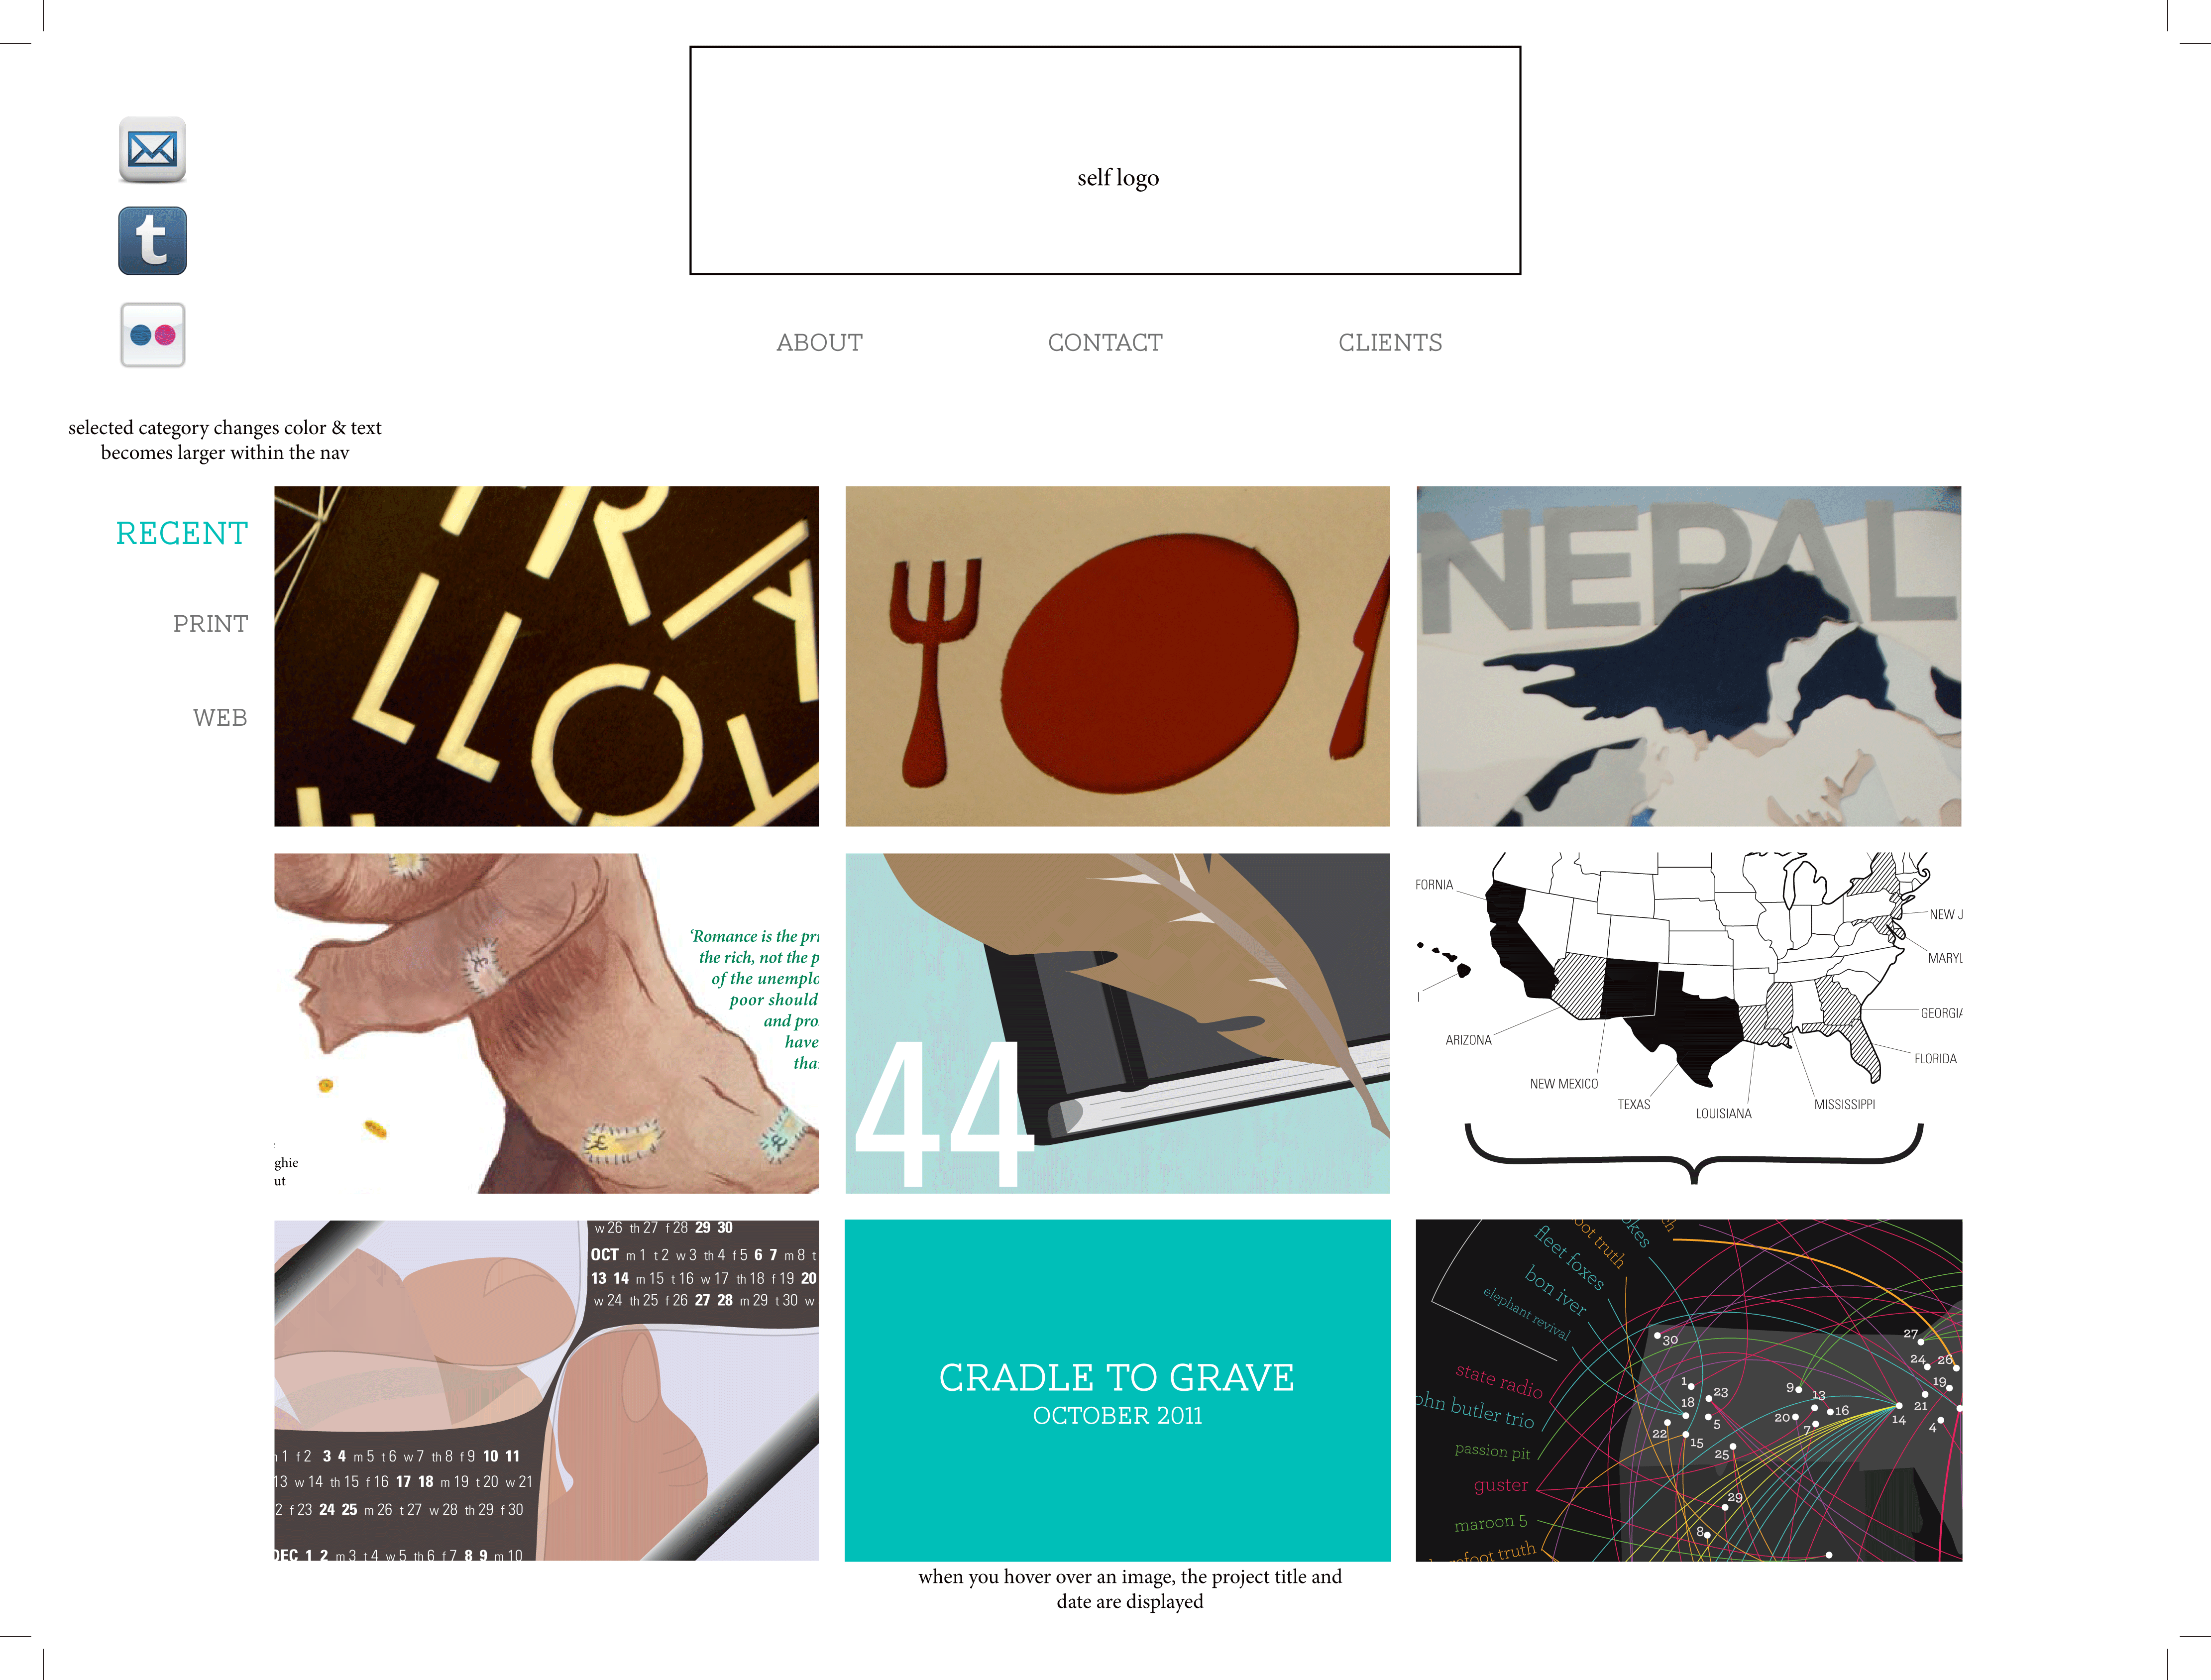 self logo
ABOUT CONTACT CLIENTS
selected category changes color & text
becomes larger within the nav
RECENT
PRINT
WEB
NEPAL
‘Romance is the pri
the rich, not the p
of the unemplo
poor should
and pro
have
tha
ghie
ut
44
FORNIA
NEW J
MARYL
I
GEORGIA
ARIZONA
FLORIDA
NEW MEXICO
TEXAS
MISSISSIPPI
LOUISIANA
w 26 th 27 f 28 29 30
OCT m 1 t 2 w 3 th 4 f 5 6 7 m 8 t
13 14 m 15 t 16 w 17 th 18 f 19 20
w 24 th 25 f 26 27 28 m 29 t 30 w
1 f 2 3 4 m 5 t 6 w 7 th 8 f 9 10 11
13 w 14 th 15 f 16 17 18 m 19 t 20 w 21
2 f 23 24 25 m 26 t 27 w 28 th 29 f 30
DEC 1 2 m 3 t 4 w 5 th 6 f 7 8 9 m 10
CRADLE TO GRAVE
OCTOBER 2011
ch
okes
oot truth
fleet foxes
bon iver
elephant revival
state radio
ohn butler trio
passion pit
guster
maroon 5
efoot truth
30
27
24 26
1
23
9
13
19
18
5
20
16
14
21
22
15
7
4
25
29
8
when you hover over an image, the project title and
date are displayed